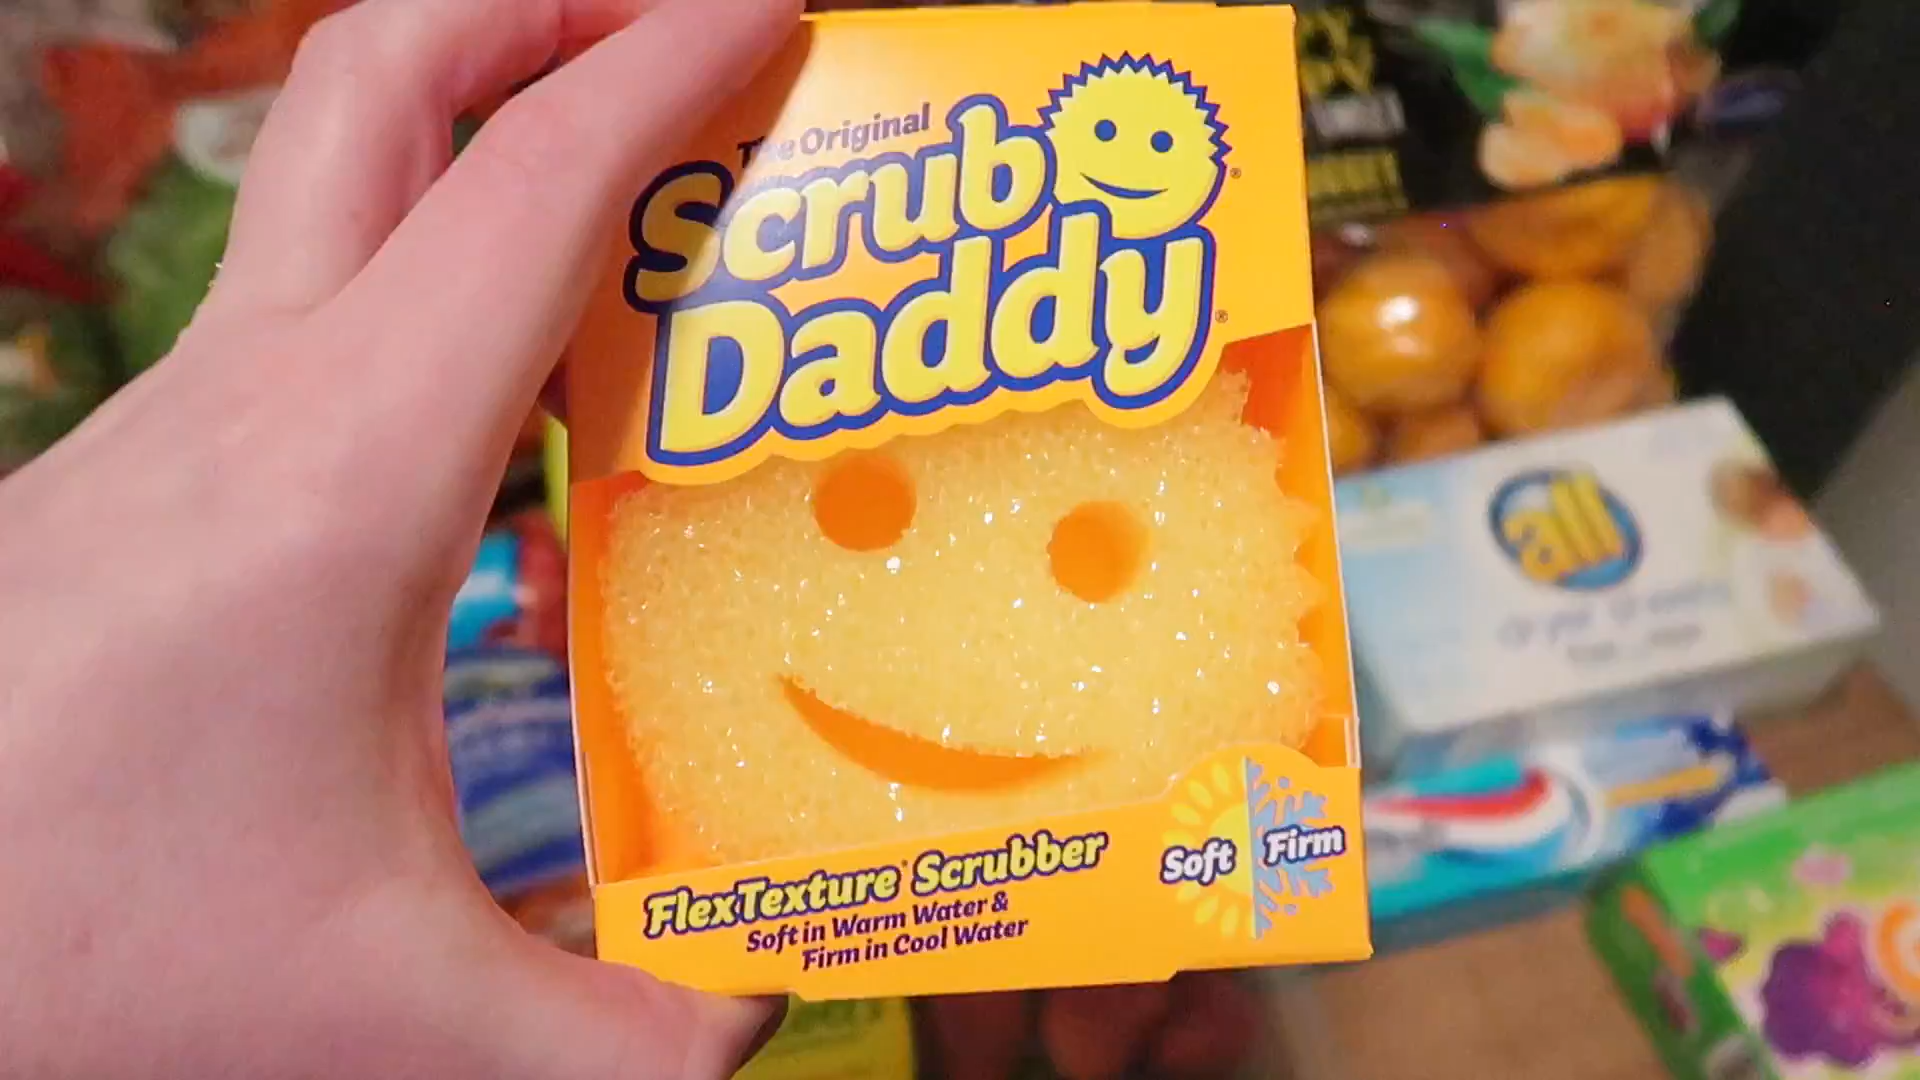 The Original
Scrub
Daddy
FlexTexture Scrubber
Soft in Warm Water &
Firm in Cool Water
Soft
Firm
all